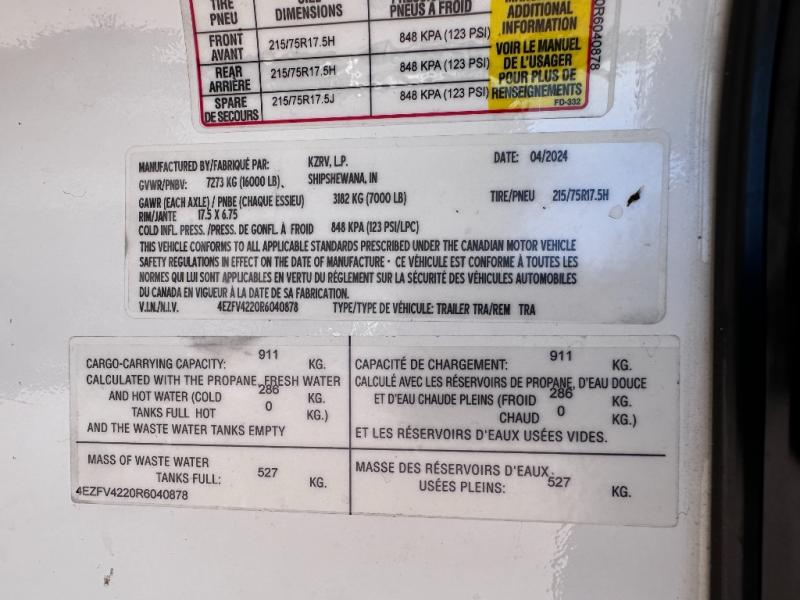 TIRE
PNEU
DIMENSIONS
PNEUS À FROID
ADDITIONAL
INFORMATION
VOIR LE MANUEL
DE L'USAGER
POUR PLUS DE
RENSEIGNEMENTS
FD-332
FRONT
AVANT
215/75R17.5H
848 KPA (123 PSI)
REAR
ARRIÈRE
215/75R17.5H
848 KPA (123 PSI)
SPARE
DE SECOURS
215/75R17.5J
848 KPA (123 PSI)
0R6040878
MANUFACTURED BY/FABRIQUÉ PAR: KZRV, L.P. DATE: 04/2024
GVWR/PNBV: 7273 KG (16000 LB). SHIPSHEWANA, IN
GAWR (EACH AXLE) / PNBE (CHAQUE ESSIEU) 3182 KG (7000 LB) TIRE/PNEU 215/75R17.5H
RIM/JANTE 17.5 X 6.75
COLD INFL. PRESS. /PRESS. DE GONFL. À FROID 848 KPA (123 PSI/LPC)
THIS VEHICLE CONFORMS TO ALL APPLICABLE STANDARDS PRESCRIBED UNDER THE CANADIAN MOTOR VEHICLE
SAFETY REGULATIONS IN EFFECT ON THE DATE OF MANUFACTURE · CE VÉHICULE EST CONFORME À TOUTES LES
NORMES QUI LUI SONT APPLICABLES EN VERTU DU RÈGLEMENT SUR LA SÉCURITÉ DES VÉHICULES AUTOMOBILES
DU CANADA EN VIGUEUR À LA DATE DE SA FABRICATION.
V.I.N./N.I.V. 4EZFV4220R6040878 TYPE/TYPE DE VÉHICULE: TRAILER TRA/REM TRA
CARGO-CARRYING CAPACITY: 911 KG.
CALCULATED WITH THE PROPANE, FRESH WATER
AND HOT WATER (COLD 286 KG.
TANKS FULL HOT 0 KG.)
AND THE WASTE WATER TANKS EMPTY
MASS OF WASTE WATER
TANKS FULL: 527 KG.
4EZFV4220R6040878
CAPACITÉ DE CHARGEMENT: 911 KG.
CALCULÉ AVEC LES RÉSERVOIRS DE PROPANE, D'EAU DOUCE
ET D'EAU CHAUDE PLEINS (FROID 286 KG.
CHAUD 0 KG.)
ET LES RÉSERVOIRS D'EAUX USÉES VIDES.
MASSE DES RÉSERVOIRS D'EAUX
USÉES PLEINS: 527 KG.